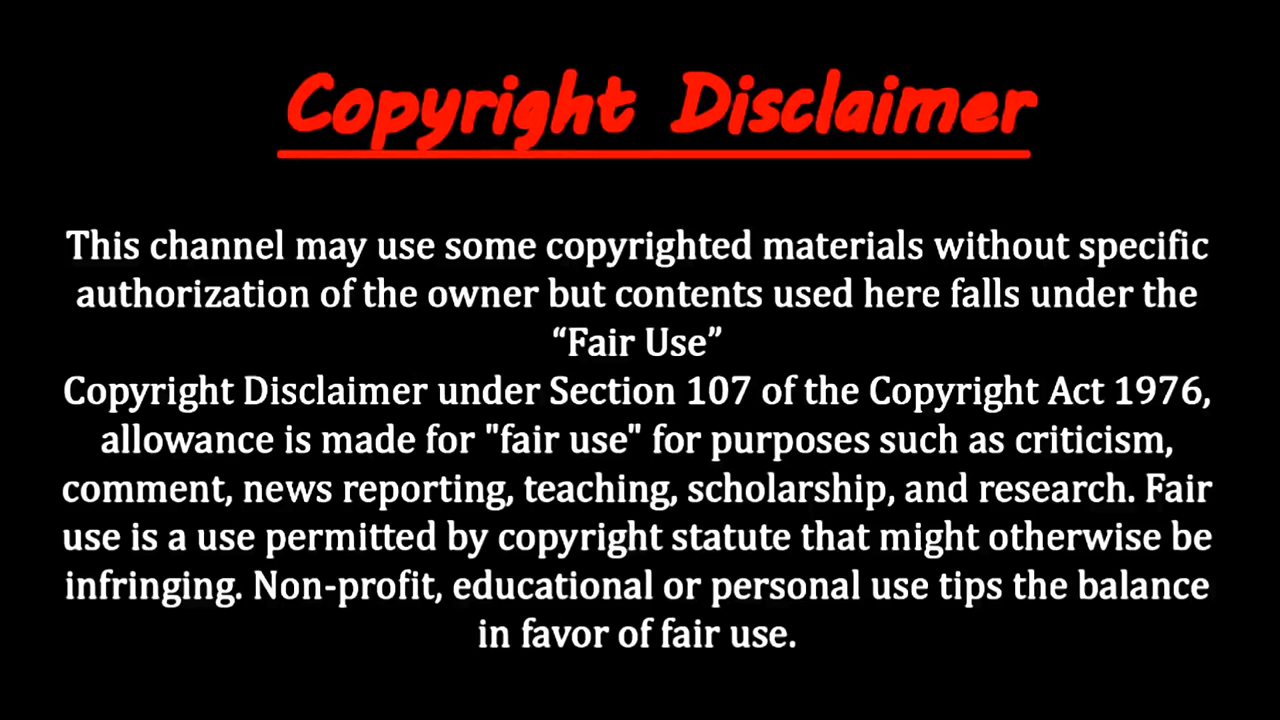 Copyright Disclaimer
This channel may use some copyrighted materials without specific
authorization of the owner but contents used here falls under the
“Fair Use”
Copyright Disclaimer under Section 107 of the Copyright Act 1976,
allowance is made for "fair use" for purposes such as criticism,
comment, news reporting, teaching, scholarship, and research. Fair
use is a use permitted by copyright statute that might otherwise be
infringing. Non-profit, educational or personal use tips the balance
in favor of fair use.